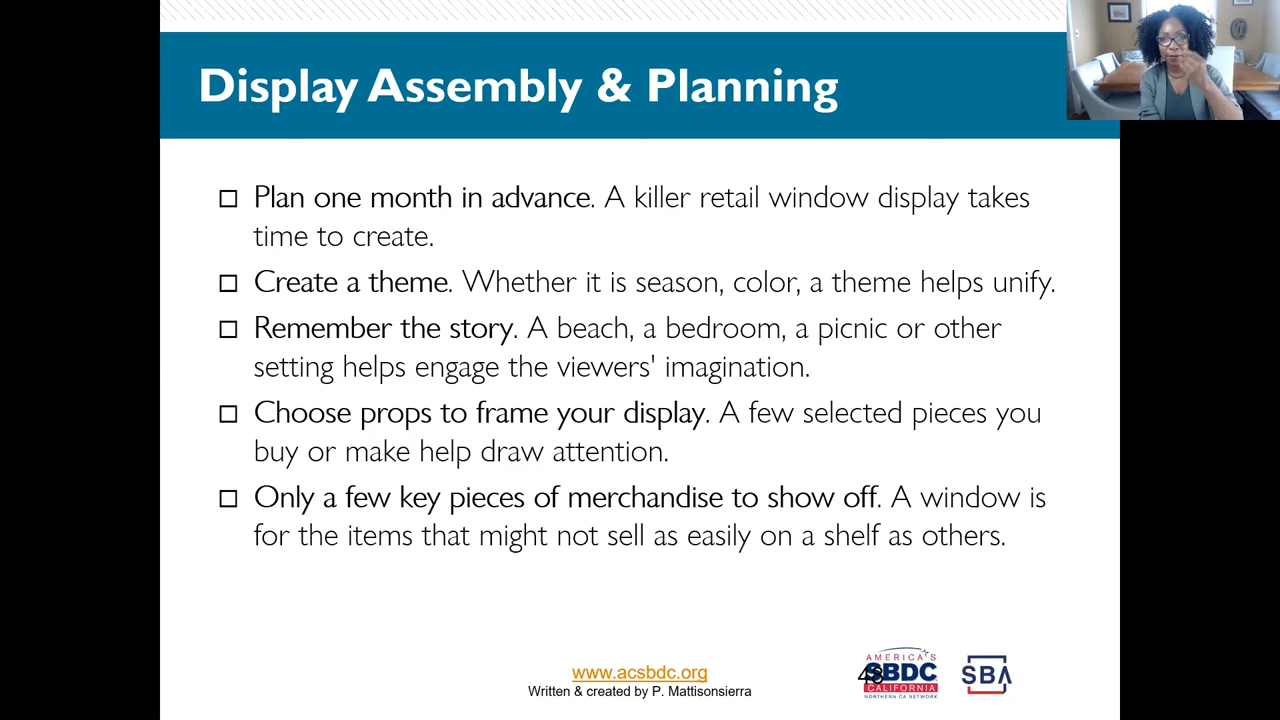 Display Assembly & Planning
Plan one month in advance. A killer retail window display takes
time to create.
Create a theme. Whether it is season, color, a theme helps unify.
Remember the story. A beach, a bedroom, a picnic or other
setting helps engage the viewers' imagination.
Choose props to frame your display. A few selected pieces you
buy or make help draw attention.
Only a few key pieces of merchandise to show off. A window is
for the items that might not sell as easily on a shelf as others.
www.acsbdc.org
Written & created by P. Mattisonsierra
AMERICA'S
SBDC
CALIFORNIA
NORTHERN CA NETWORK
48
SBA